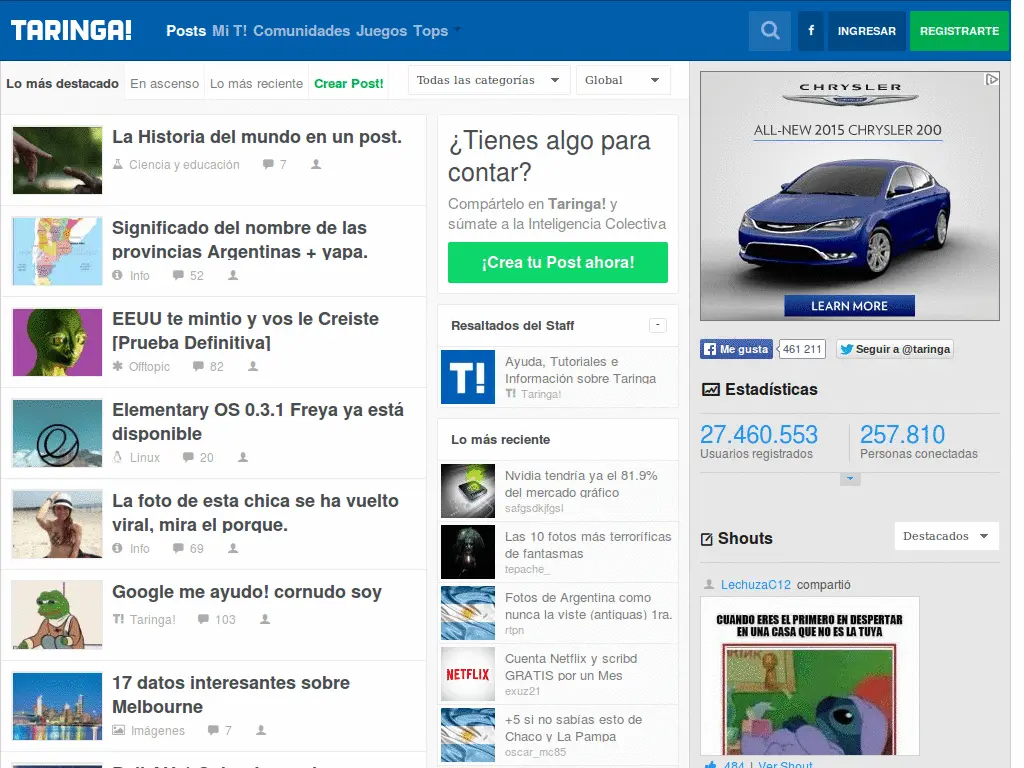 TARINGA!
Posts Mi T! Comunidades Juegos Tops
f
INGRESAR
REGISTRARTE
Lo más destacado
En ascenso
Lo más reciente
Crear Post!
Todas las categorías
Global
La Historia del mundo en un post.
Ciencia y educación 7
Significado del nombre de las
provincias Argentinas + yapa.
Info 52
EEUU te mintio y vos le Creiste
[Prueba Definitiva]
Offtopic 82
Elementary OS 0.3.1 Freya ya está
disponible
Linux 20
La foto de esta chica se ha vuelto
viral, mira el porque.
Info 69
Google me ayudo! cornudo soy
T! Taringa! 103
17 datos interesantes sobre
Melbourne
Imágenes 7
¿Tienes algo para
contar?
Compártelo en Taringa! y
súmate a la Inteligencia Colectiva
¡Crea tu Post ahora!
Resaltados del Staff
-
T!
Ayuda, Tutoriales e
Información sobre Taringa
T! Taringa!
Lo más reciente
Nvidia tendría ya el 81.9%
del mercado gráfico
safgsdkjfgsl
Las 10 fotos más terroríficas
de fantasmas
tepache_
Fotos de Argentina como
nunca la viste (antiguas) 1ra.
rtpn
NETFLIX
Cuenta Netflix y scribd
GRATIS por un Mes
exuz21
+5 si no sabías esto de
Chaco y La Pampa
oscar_mc85
CHRYSLER
ALL-NEW 2015 CHRYSLER 200
LEARN MORE
f Me gusta
461 211
Seguir a @taringa
Estadísticas
27.460.553
Usuarios registrados
257.810
Personas conectadas
Shouts
Destacados
LechuzaC12 compartió
CUANDO ERES EL PRIMERO EN DESPERTAR
EN UNA CASA QUE NO ES LA TUYA
484 | Ver Shout